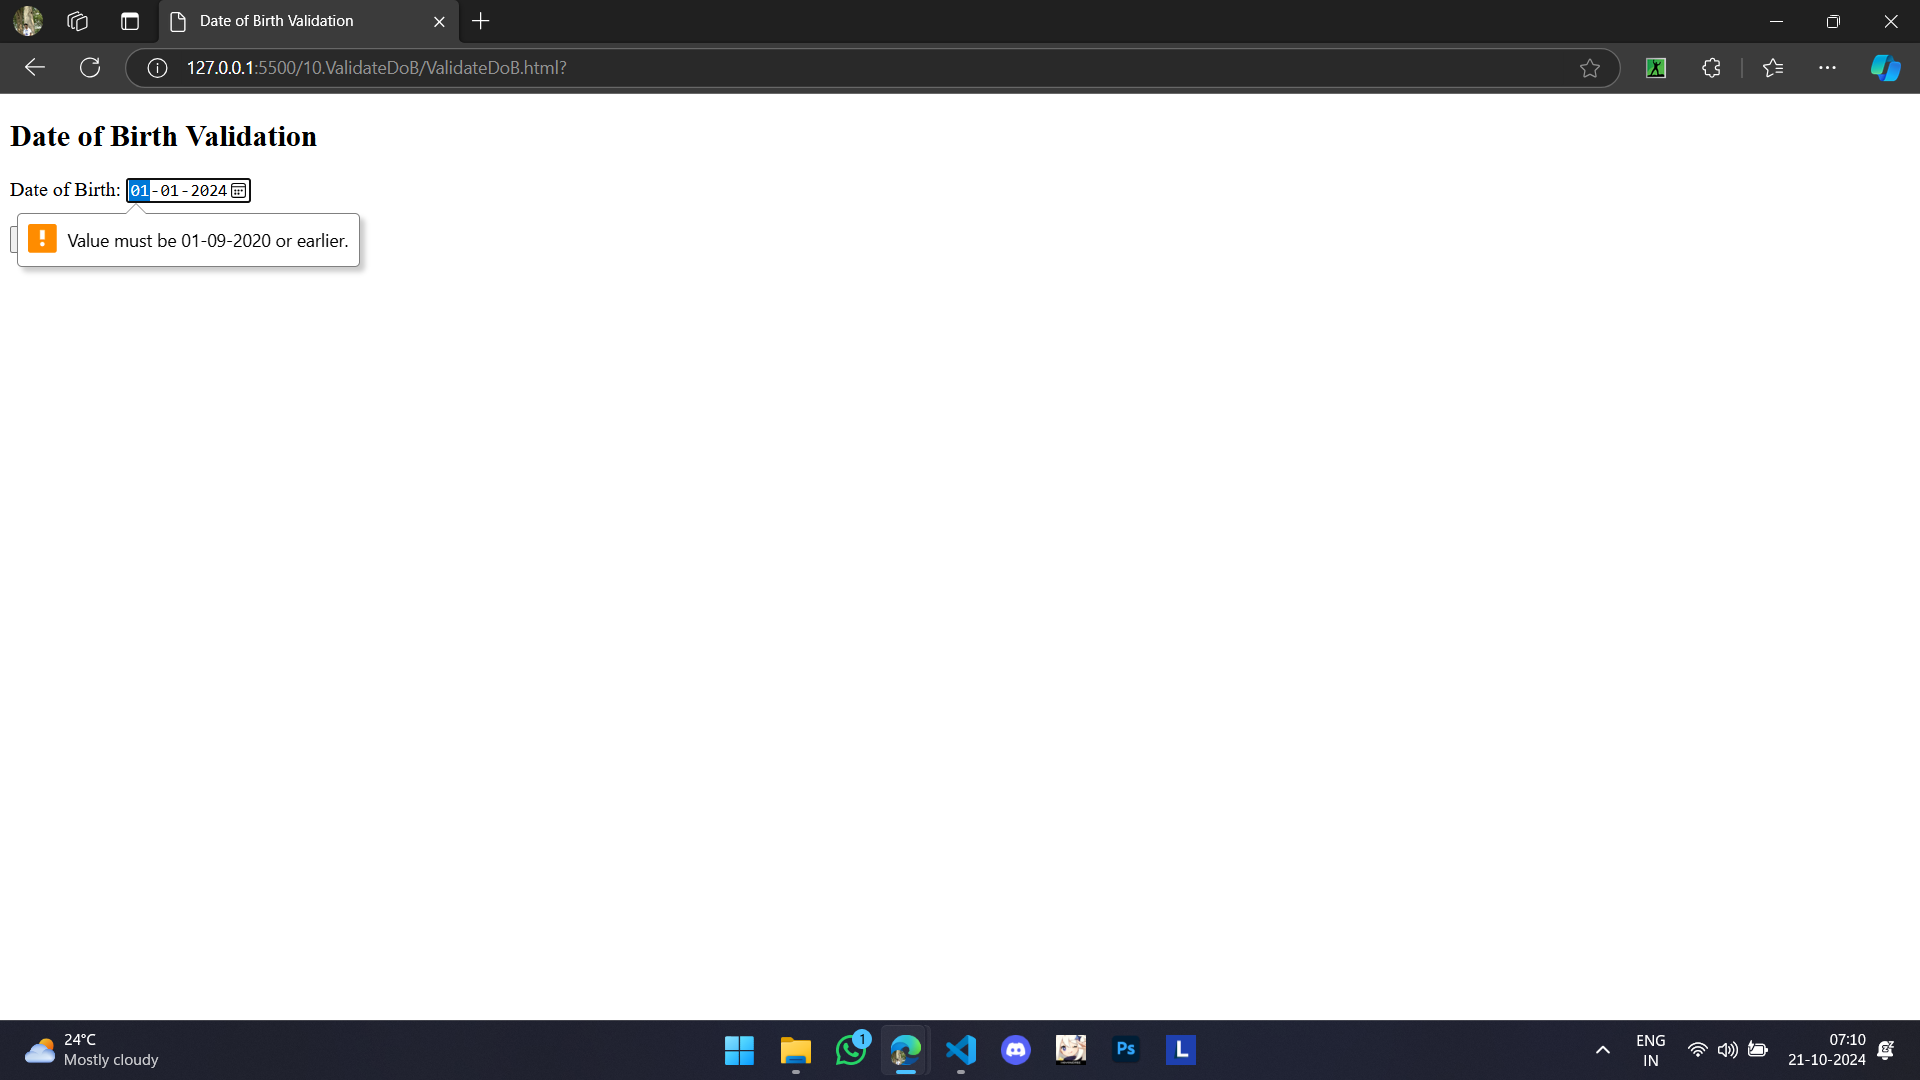 Date of Birth Validation
127.0.0.1:5500/10.ValidateDoB/ValidateDoB.html?
Date of Birth Validation
Date of Birth: 01-01-2024
Value must be 01-09-2020 or earlier.
24°C
Mostly cloudy
1
Ps
L
ENG
IN
07:10
21-10-2024